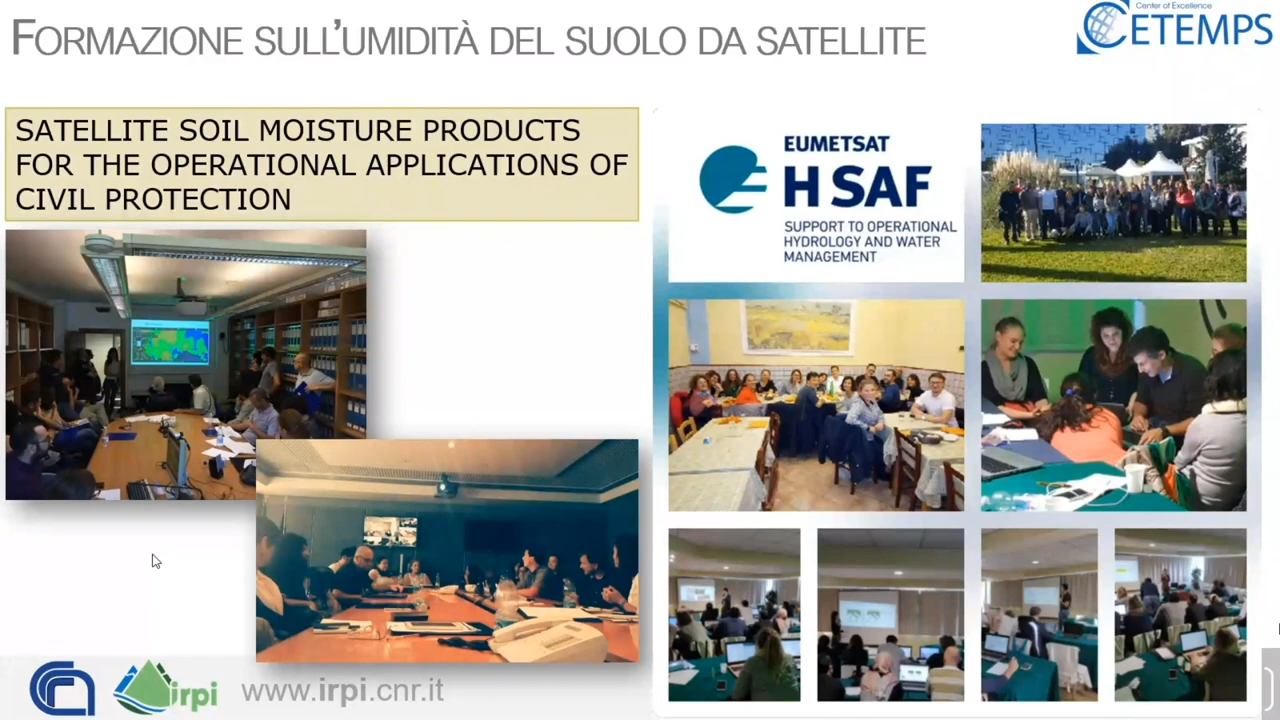 FORMAZIONE SULL'UMIDITÀ DEL SUOLO DA SATELLITE
Center of Excellence
CETEMPS
SATELLITE SOIL MOISTURE PRODUCTS
FOR THE OPERATIONAL APPLICATIONS OF
CIVIL PROTECTION
EUMETSAT
H SAF
SUPPORT TO OPERATIONAL
HYDROLOGY AND WATER
MANAGEMENT
irpi
www.irpi.cnr.it